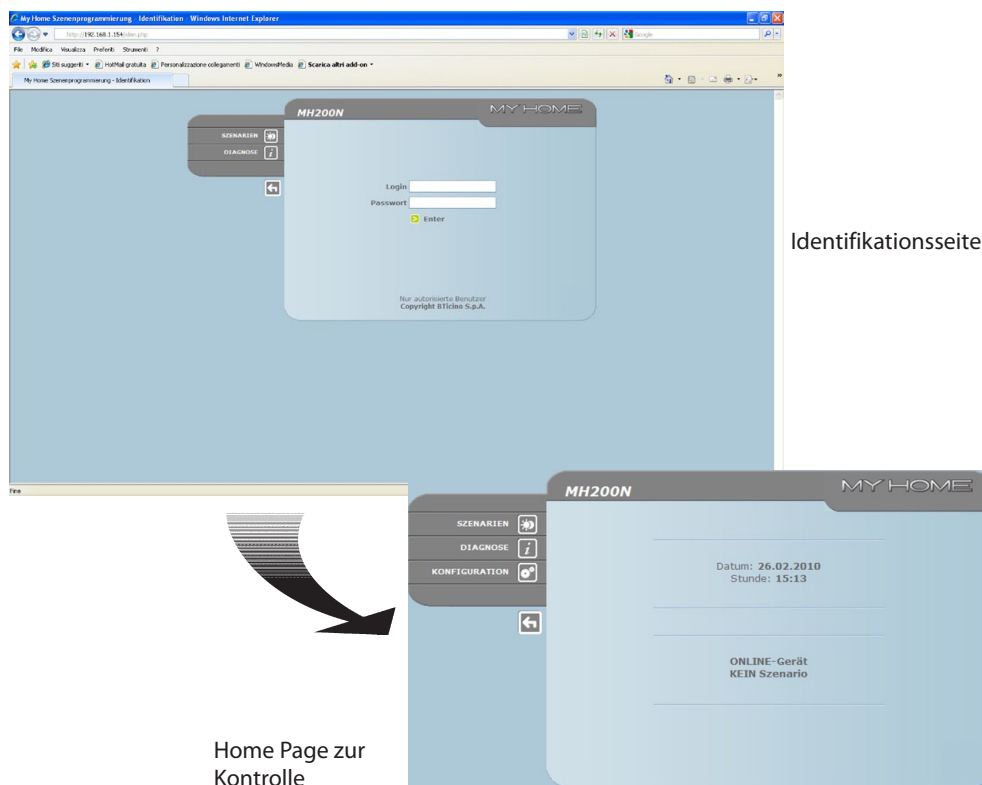 My Home Szenenprogrammierung - Identifikation - Windows Internet Explorer
http://192.168.1.154/iden.php
Google
File Modifica Visualizza Preferiti Strumenti ?
Siti suggeriti HotMail gratuita Personalizzazione collegamenti WindowsMedia Scarica altri add-on
My Home Szenenprogrammierung - Identifikation
MH200N
MY HOME
SZENARIEN
DIAGNOSE
Login
Passwort
Enter
Nur autorisierte Benutzer
Copyright BTicino S.p.A.
Identifikationsseite
Fine
MH200N
MY HOME
SZENARIEN
DIAGNOSE
KONFIGURATION
Datum: 26.02.2010
Stunde: 15:13
ONLINE-Gerät
KEIN Szenario
Home Page zur
Kontrolle